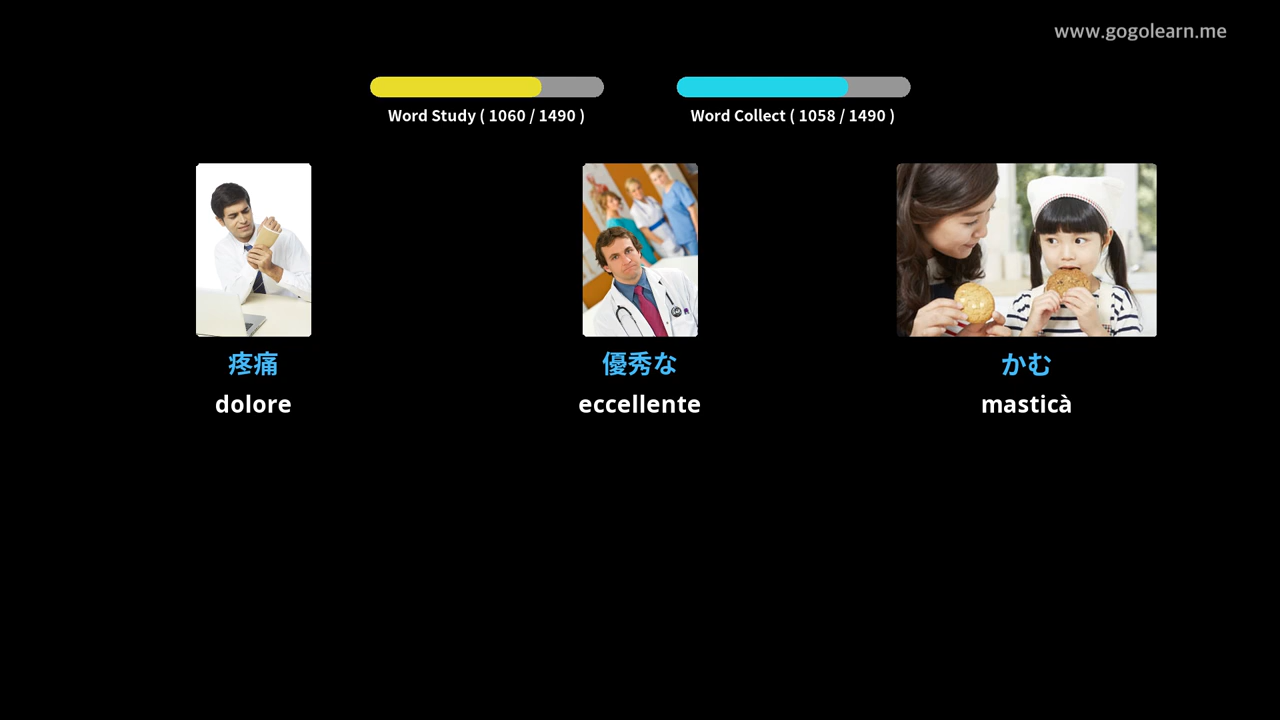 www.gogolearn.me
Word Study ( 1060 / 1490 )
Word Collect ( 1058 / 1490 )
疼痛
dolore
優秀な
eccellente
かむ
masticà